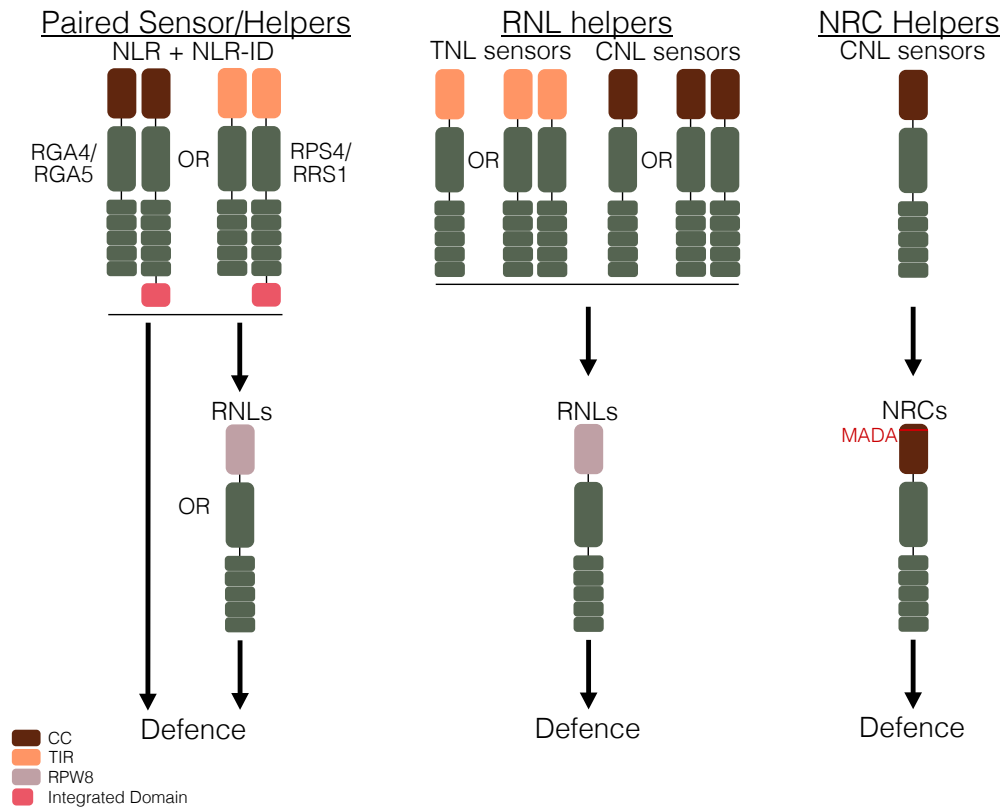 Paired Sensor/Helpers
NLR + NLR-ID
RGA4/
RGA5
OR
RPS4/
RRS1
RNLs
OR
Defence
RNL helpers
TNL sensors
CNL sensors
OR
OR
RNLs
Defence
NRC Helpers
CNL sensors
NRCs
MADA
Defence
CC
TIR
RPW8
Integrated Domain